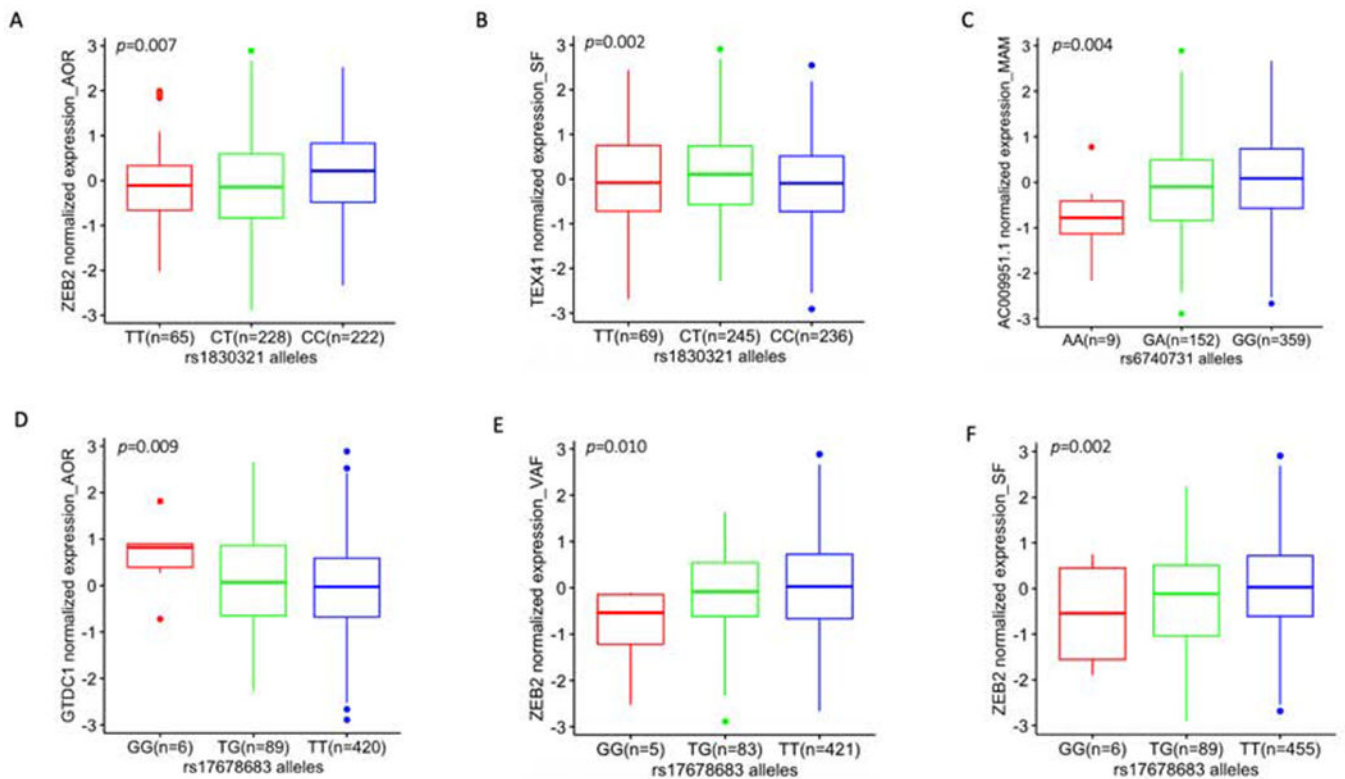 A
p=0.007
ZEB2 normalized expression_AOR
3
2
1
0
-1
-2
-3
TT(n=65) CT(n=228) CC(n=222)
rs1830321 alleles
B
p=0.002
TEX41 normalized expression_SF
3
2
1
0
-1
-2
-3
TT(n=69) CT(n=245) CC(n=236)
rs1830321 alleles
C
p=0.004
AC009951.1 normalized expression_MAM
3
2
1
0
-1
-2
-3
AA(n=9) GA(n=152) GG(n=359)
rs6740731 alleles
D
p=0.009
GTDC1 normalized expression_AOR
3
2
1
0
-1
-2
-3
GG(n=6) TG(n=89) TT(n=420)
rs17678683 alleles
E
p=0.010
ZEB2 normalized expression_VAF
3
2
1
0
-1
-2
-3
GG(n=5) TG(n=83) TT(n=421)
rs17678683 alleles
F
p=0.002
ZEB2 normalized expression_SF
3
2
1
0
-1
-2
-3
GG(n=6) TG(n=89) TT(n=455)
rs17678683 alleles